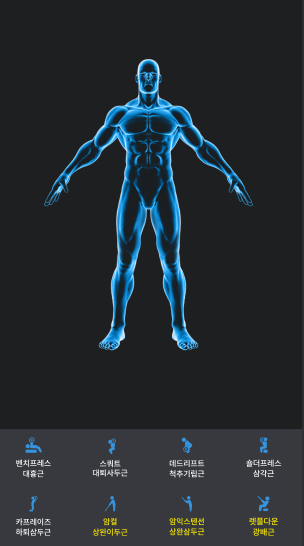 벤치프레스
대흉근
스쿼트
대퇴사두근
데드리프트
척추기립근
숄더프레스
삼각근
카프레이즈
하퇴삼두근
암컬
상완이두근
암익스텐션
상완삼두근
렛풀다운
광배근